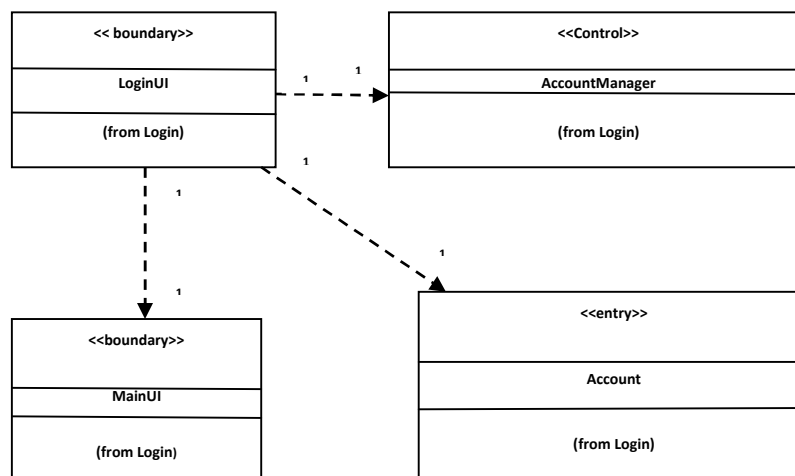 << boundary>>
LoginUI
(from Login)
<<Control>>
AccountManager
(from Login)
1
1
1
1
1
1
<<boundary>>
MainUI
(from Login)
<<entry>>
Account
(from Login)